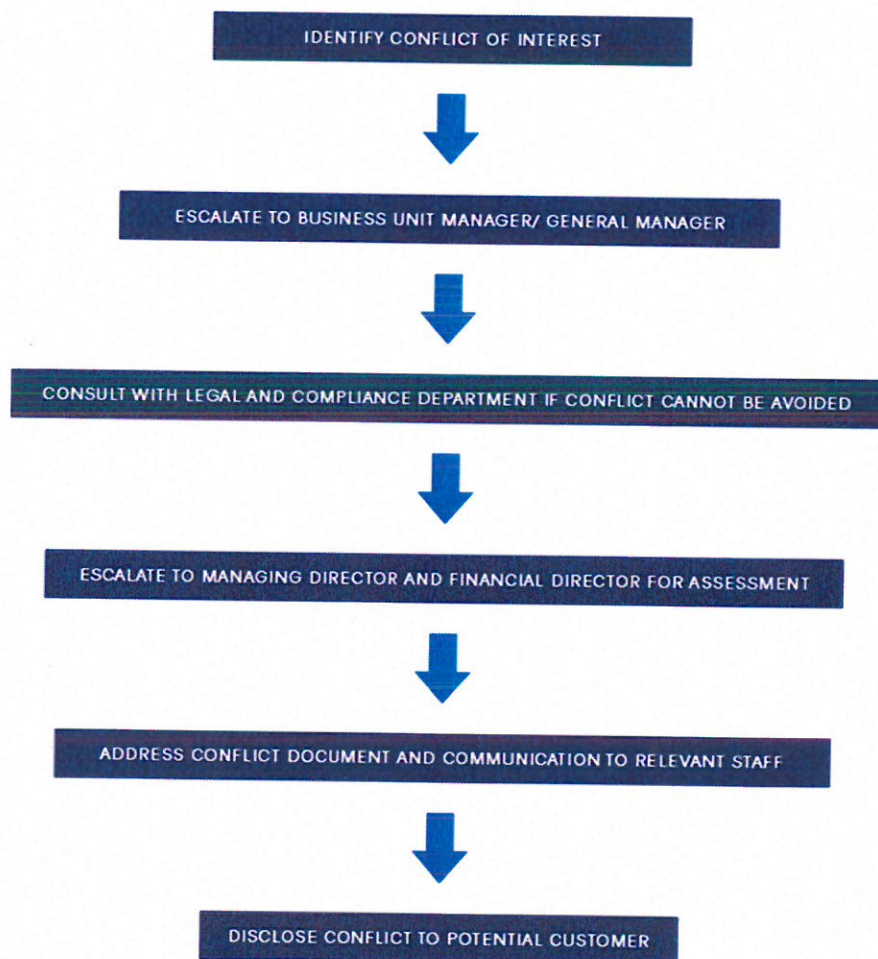 IDENTIFY CONFLICT OF INTEREST
ESCALATE TO BUSINESS UNIT MANAGER/ GENERAL MANAGER
CONSULT WITH LEGAL AND COMPLIANCE DEPARTMENT IF CONFLICT CANNOT BE AVOIDED
ESCALATE TO MANAGING DIRECTOR AND FINANCIAL DIRECTOR FOR ASSESSMENT
ADDRESS CONFLICT DOCUMENT AND COMMUNICATION TO RELEVANT STAFF
DISCLOSE CONFLICT TO POTENTIAL CUSTOMER